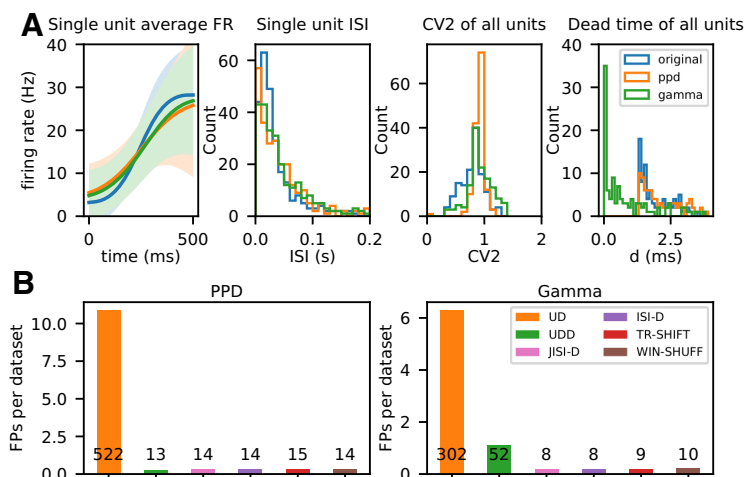 A
Single unit average FR
firing rate (Hz)
40
30
20
10
0
0
500
time (ms)
Single unit ISI
Count
60
40
20
0
0.0
0.1
0.2
ISI (s)
CV2 of all units
Count
60
40
20
0
0
1
2
CV2
Dead time of all units
Count
40
30
20
10
0
0.0
2.5
d (ms)
original
ppd
gamma
B
PPD
FPs per dataset
10.0
7.5
5.0
2.5
0.0
522
13
14
14
15
14
Gamma
FPs per dataset
6
4
2
0
UD
UDD
JISI-D
ISI-D
TR-SHIFT
WIN-SHUFF
302
52
8
8
9
10